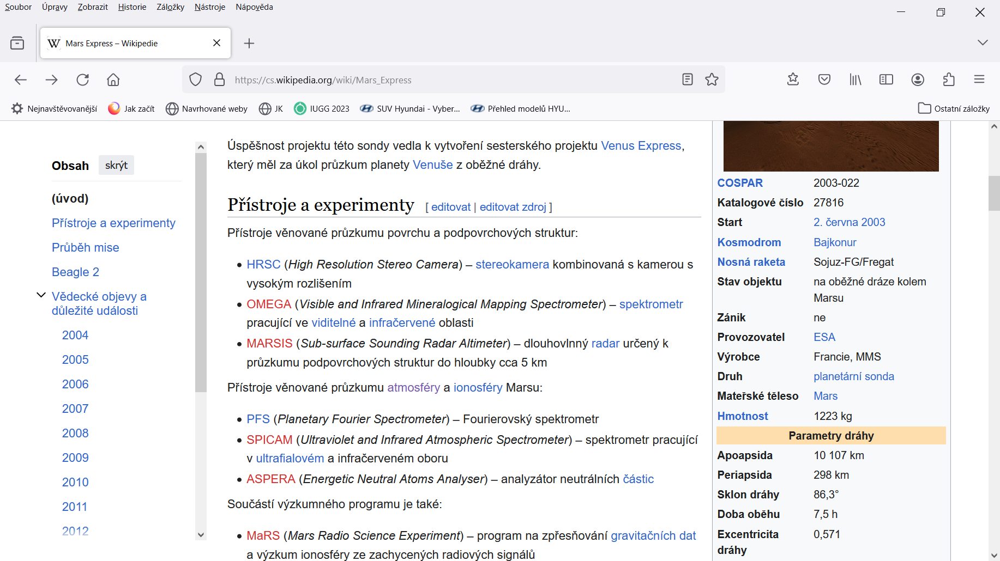 Soubor Úpravy Zobrazit Historie Záložky Nástroje Nápověda
Mars Express – Wikipedie
https://cs.wikipedia.org/wiki/Mars_Express
Nejnavštěvovanější Jak začít Navrhované weby JK IUGG 2023 SUV Hyundai - Vyber... Přehled modelů HYU... Ostatní záložky
Obsah skrýt
(úvod)
Přístroje a experimenty
Průběh mise
Beagle 2
Vědecké objevy a
důležité události
2004
2005
2006
2007
2008
2009
2010
2011
2012
Úspěšnost projektu této sondy vedla k vytvoření sesterského projektu Venus Express,
který měl za úkol průzkum planety Venuše z oběžné dráhy.
Přístroje a experimenty [ editovat | editovat zdroj ]
Přístroje věnované průzkumu povrchu a podpovrchových struktur:
HRSC (High Resolution Stereo Camera) – stereokamera kombinovaná s kamerou s
vysokým rozlišením
OMEGA (Visible and Infrared Mineralogical Mapping Spectrometer) – spektrometr
pracující ve viditelné a infračervené oblasti
MARSIS (Sub-surface Sounding Radar Altimeter) – dlouhovlnný radar určený k
průzkumu podpovrchových struktur do hloubky cca 5 km
Přístroje věnované průzkumu atmosféry a ionosféry Marsu:
PFS (Planetary Fourier Spectrometer) – Fourierovský spektrometr
SPICAM (Ultraviolet and Infrared Atmospheric Spectrometer) – spektrometr pracující
v ultrafialovém a infračerveném oboru
ASPERA (Energetic Neutral Atoms Analyser) – analyzátor neutrálních částic
Součástí výzkumného programu je také:
MaRS (Mars Radio Science Experiment) – program na zpřesňování gravitačních dat
a výzkum ionosféry ze zachycených radiových signálů
COSPAR 2003-022
Katalogové číslo 27816
Start 2. června 2003
Kosmodrom Bajkonur
Nosná raketa Sojuz-FG/Fregat
Stav objektu na oběžné dráze kolem
Marsu
Zánik ne
Provozovatel ESA
Výrobce Francie, MMS
Druh planetární sonda
Mateřské těleso Mars
Hmotnost 1223 kg
Parametry dráhy
Apoapsida 10 107 km
Periapsida 298 km
Sklon dráhy 86,3°
Doba oběhu 7,5 h
Excentricita 0,571
dráhy